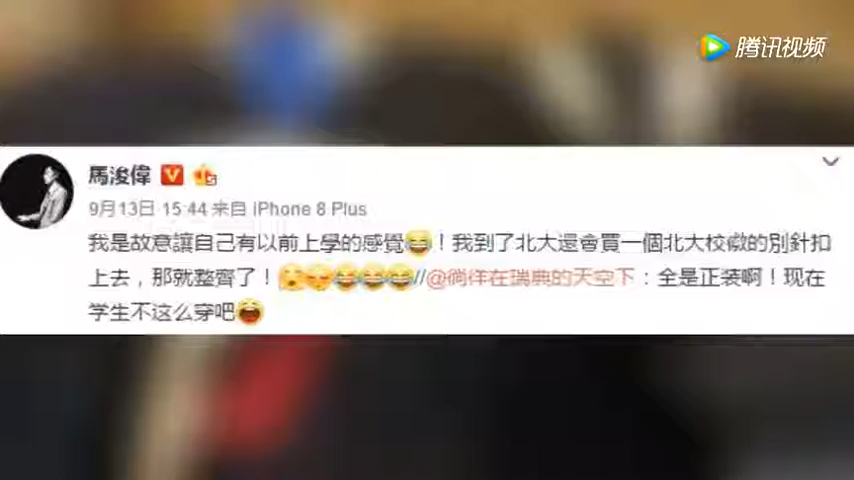 腾讯视频
馬浚偉
9月13日 15:44 来自 iPhone 8 Plus
我是故意讓自己有以前上學的感覺！我到了北大還會買一個北大校徽的別針扣
上去，那就整齊了！//@徜徉在瑞典的天空下：全是正装啊！现在
学生不这么穿吧